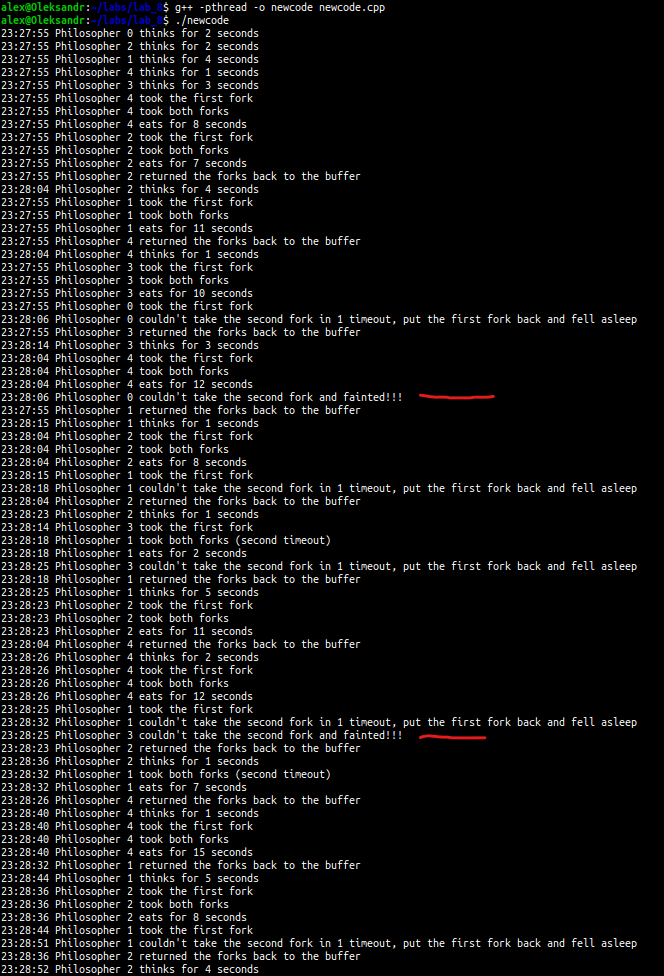 alex@Oleksandr:~/labs/lab_8$ g++ -pthread -o newcode newcode.cpp
alex@Oleksandr:~/labs/lab_8$ ./newcode
23:27:55 Philosopher 0 thinks for 2 seconds
23:27:55 Philosopher 2 thinks for 2 seconds
23:27:55 Philosopher 1 thinks for 4 seconds
23:27:55 Philosopher 4 thinks for 1 seconds
23:27:55 Philosopher 3 thinks for 3 seconds
23:27:55 Philosopher 4 took the first fork
23:27:55 Philosopher 4 took both forks
23:27:55 Philosopher 4 eats for 8 seconds
23:27:55 Philosopher 2 took the first fork
23:27:55 Philosopher 2 took both forks
23:27:55 Philosopher 2 eats for 7 seconds
23:27:55 Philosopher 2 returned the forks back to the buffer
23:28:04 Philosopher 2 thinks for 4 seconds
23:27:55 Philosopher 1 took the first fork
23:27:55 Philosopher 1 took both forks
23:27:55 Philosopher 1 eats for 11 seconds
23:27:55 Philosopher 4 returned the forks back to the buffer
23:28:04 Philosopher 4 thinks for 1 seconds
23:27:55 Philosopher 3 took the first fork
23:27:55 Philosopher 3 took both forks
23:27:55 Philosopher 3 eats for 10 seconds
23:27:55 Philosopher 0 took the first fork
23:28:06 Philosopher 0 couldn't take the second fork in 1 timeout, put the first fork back and fell asleep
23:27:55 Philosopher 3 returned the forks back to the buffer
23:28:14 Philosopher 3 thinks for 3 seconds
23:28:04 Philosopher 4 took the first fork
23:28:04 Philosopher 4 took both forks
23:28:04 Philosopher 4 eats for 12 seconds
23:28:06 Philosopher 0 couldn't take the second fork and fainted!!!
23:27:55 Philosopher 1 returned the forks back to the buffer
23:28:15 Philosopher 1 thinks for 1 seconds
23:28:04 Philosopher 2 took the first fork
23:28:04 Philosopher 2 took both forks
23:28:04 Philosopher 2 eats for 8 seconds
23:28:15 Philosopher 1 took the first fork
23:28:18 Philosopher 1 couldn't take the second fork in 1 timeout, put the first fork back and fell asleep
23:28:04 Philosopher 2 returned the forks back to the buffer
23:28:23 Philosopher 2 thinks for 1 seconds
23:28:14 Philosopher 3 took the first fork
23:28:18 Philosopher 1 took both forks (second timeout)
23:28:18 Philosopher 1 eats for 2 seconds
23:28:25 Philosopher 3 couldn't take the second fork in 1 timeout, put the first fork back and fell asleep
23:28:18 Philosopher 1 returned the forks back to the buffer
23:28:25 Philosopher 1 thinks for 5 seconds
23:28:23 Philosopher 2 took the first fork
23:28:23 Philosopher 2 took both forks
23:28:23 Philosopher 2 eats for 11 seconds
23:28:04 Philosopher 4 returned the forks back to the buffer
23:28:26 Philosopher 4 thinks for 2 seconds
23:28:26 Philosopher 4 took the first fork
23:28:26 Philosopher 4 took both forks
23:28:26 Philosopher 4 eats for 12 seconds
23:28:25 Philosopher 1 took the first fork
23:28:32 Philosopher 1 couldn't take the second fork in 1 timeout, put the first fork back and fell asleep
23:28:25 Philosopher 3 couldn't take the second fork and fainted!!!
23:28:23 Philosopher 2 returned the forks back to the buffer
23:28:36 Philosopher 2 thinks for 1 seconds
23:28:32 Philosopher 1 took both forks (second timeout)
23:28:32 Philosopher 1 eats for 7 seconds
23:28:26 Philosopher 4 returned the forks back to the buffer
23:28:40 Philosopher 4 thinks for 1 seconds
23:28:40 Philosopher 4 took the first fork
23:28:40 Philosopher 4 took both forks
23:28:40 Philosopher 4 eats for 15 seconds
23:28:32 Philosopher 1 returned the forks back to the buffer
23:28:44 Philosopher 1 thinks for 5 seconds
23:28:36 Philosopher 2 took the first fork
23:28:36 Philosopher 2 took both forks
23:28:36 Philosopher 2 eats for 8 seconds
23:28:44 Philosopher 1 took the first fork
23:28:51 Philosopher 1 couldn't take the second fork in 1 timeout, put the first fork back and fell asleep
23:28:36 Philosopher 2 returned the forks back to the buffer
23:28:52 Philosopher 2 thinks for 4 seconds